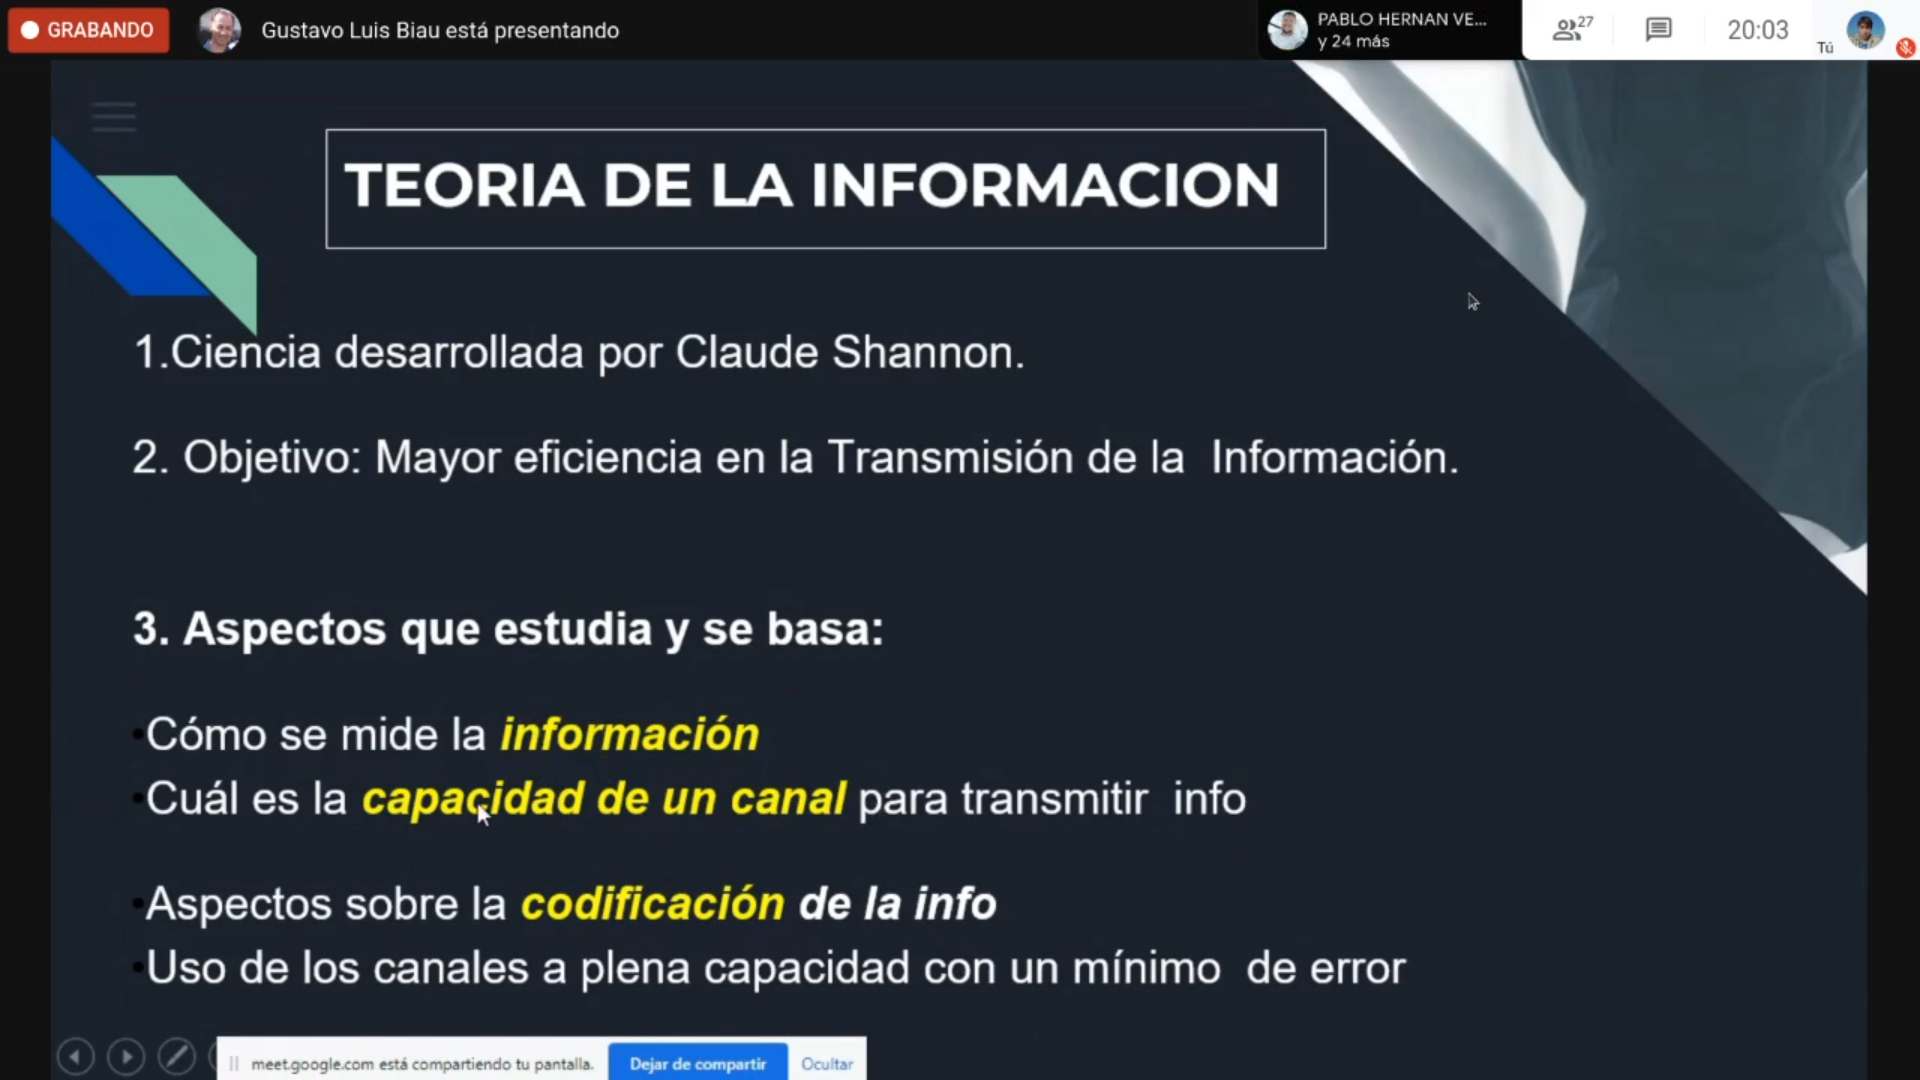 GRABANDO
Gustavo Luis Biau está presentando
PABLO HERNAN VE...
y 24 más
27
20:03
Tú
TEORIA DE LA INFORMACION
1.Ciencia desarrollada por Claude Shannon.
2. Objetivo: Mayor eficiencia en la Transmisión de la  Información.
3. Aspectos que estudia y se basa:
•Cómo se mide la información
•Cuál es la capacidad de un canal para transmitir  info
•Aspectos sobre la codificación de la info
•Uso de los canales a plena capacidad con un mínimo  de error
meet.google.com está compartiendo tu pantalla.
Dejar de compartir
Ocultar